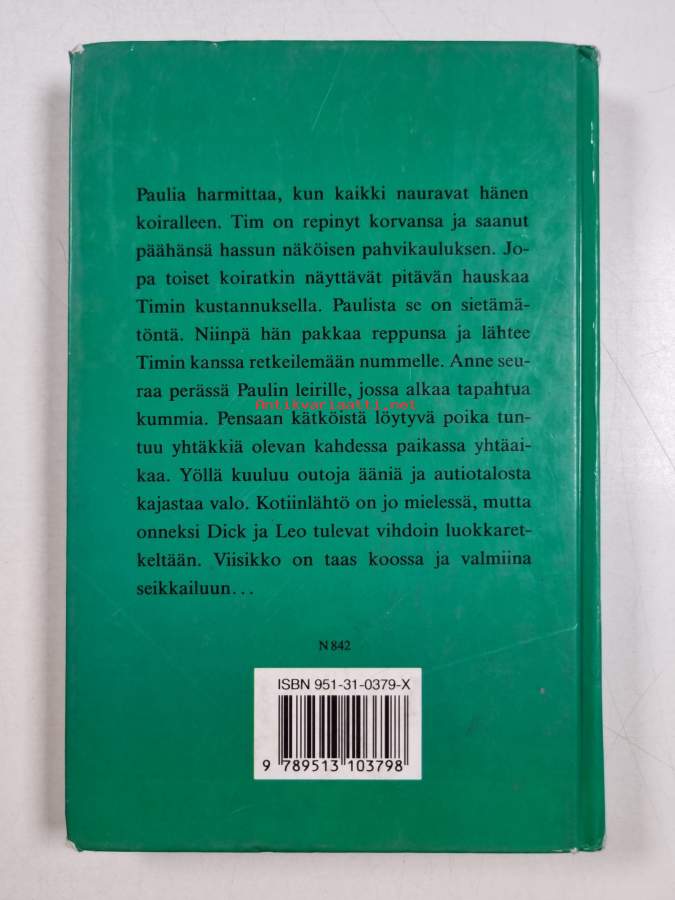 Paulia harmittaa, kun kaikki nauravat hänen
koiralleen. Tim on repinyt korvansa ja saanut
päähänsä hassun näköisen pahvikauluksen. Jo-
pa toiset koiratkin näyttävät pitävän hauskaa
Timin kustannuksella. Paulista se on sietämä-
töntä. Niinpä hän pakkaa reppunsa ja lähtee
Timin kanssa retkeilemään nummelle. Anne seu-
raa perässä Paulin leirille, jossa alkaa tapahtua
Antikvariaatti.net
kummia. Pensaan kätköistä löytyvä poika tun-
tuu yhtäkkiä olevan kahdessa paikassa yhtäai-
kaa. Yöllä kuuluu outoja ääniä ja autiotalosta
kajastaa valo. Kotiinlähtö on jo mielessä, mutta
onneksi Dick ja Leo tulevat vihdoin luokkaret-
keltään. Viisikko on taas koossa ja valmiina
seikkailuun...
N 842
ISBN 951-31-0379-X
9 789513 103798